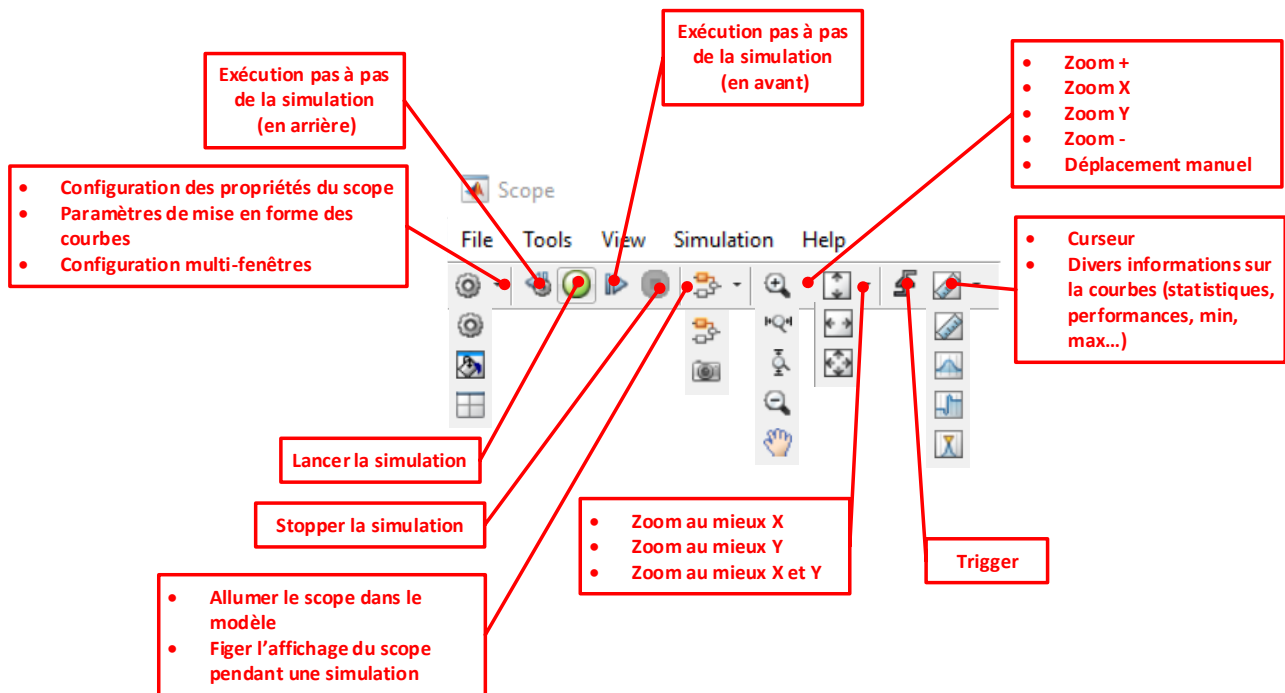 Exécution pas à pas
de la simulation
(en avant)
Exécution pas à pas
de la simulation
(en arrière)
• Zoom +
• Zoom X
• Zoom Y
• Zoom -
• Déplacement manuel
• Configuration des propriétés du scope
• Paramètres de mise en forme des
courbes
• Configuration multi-fenêtres
Scope
File Tools View Simulation Help
• Curseur
• Divers informations sur
la courbes (statistiques,
performances, min,
max...)
Lancer la simulation
Stopper la simulation
• Zoom au mieux X
• Zoom au mieux Y
• Zoom au mieux X et Y
Trigger
• Allumer le scope dans le
modèle
• Figer l’affichage du scope
pendant une simulation